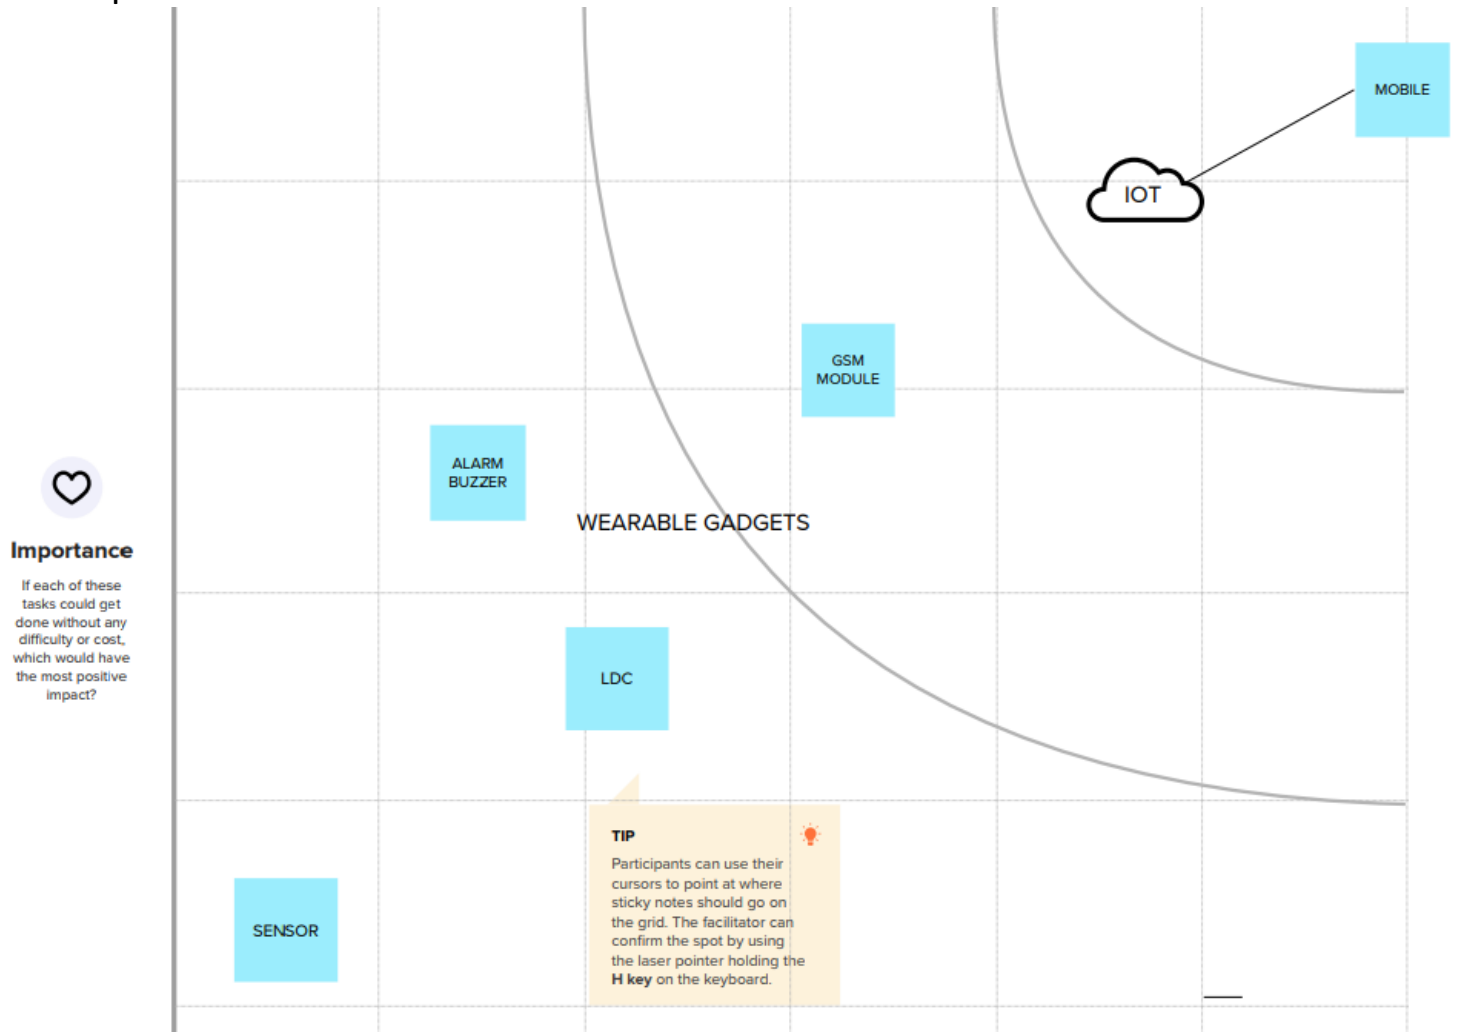 MOBILE
IOT
GSM
MODULE
ALARM
BUZZER
WEARABLE GADGETS
Importance
If each of these
tasks could get
done without any
difficulty or cost,
which would have
the most positive
impact?
LDC
TIP
Participants can use their
cursors to point at where
sticky notes should go on
the grid. The facilitator can
confirm the spot by using
the laser pointer holding the
H key on the keyboard.
SENSOR